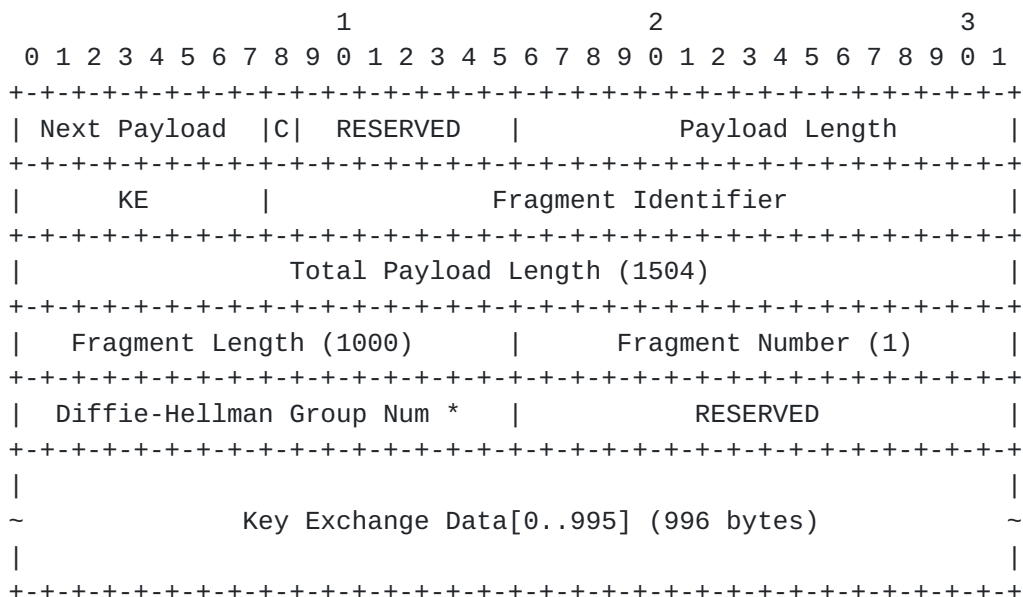 1                   2                   3
 0 1 2 3 4 5 6 7 8 9 0 1 2 3 4 5 6 7 8 9 0 1 2 3 4 5 6 7 8 9 0 1
+-+-+-+-+-+-+-+-+-+-+-+-+-+-+-+-+-+-+-+-+-+-+-+-+-+-+-+-+-+-+-+-+
| Next Payload  |C|  RESERVED   |          Payload Length       |
+-+-+-+-+-+-+-+-+-+-+-+-+-+-+-+-+-+-+-+-+-+-+-+-+-+-+-+-+-+-+-+-+
|      KE       |              Fragment Identifier              |
+-+-+-+-+-+-+-+-+-+-+-+-+-+-+-+-+-+-+-+-+-+-+-+-+-+-+-+-+-+-+-+-+
|                 Total Payload Length (1504)                   |
+-+-+-+-+-+-+-+-+-+-+-+-+-+-+-+-+-+-+-+-+-+-+-+-+-+-+-+-+-+-+-+-+
|   Fragment Length (1000)      |      Fragment Number (1)      |
+-+-+-+-+-+-+-+-+-+-+-+-+-+-+-+-+-+-+-+-+-+-+-+-+-+-+-+-+-+-+-+-+
|  Diffie-Hellman Group Num *   |           RESERVED            |
+-+-+-+-+-+-+-+-+-+-+-+-+-+-+-+-+-+-+-+-+-+-+-+-+-+-+-+-+-+-+-+-+
|                                                               |
~              Key Exchange Data[0..995] (996 bytes)            ~
|                                                               |
+-+-+-+-+-+-+-+-+-+-+-+-+-+-+-+-+-+-+-+-+-+-+-+-+-+-+-+-+-+-+-+-+